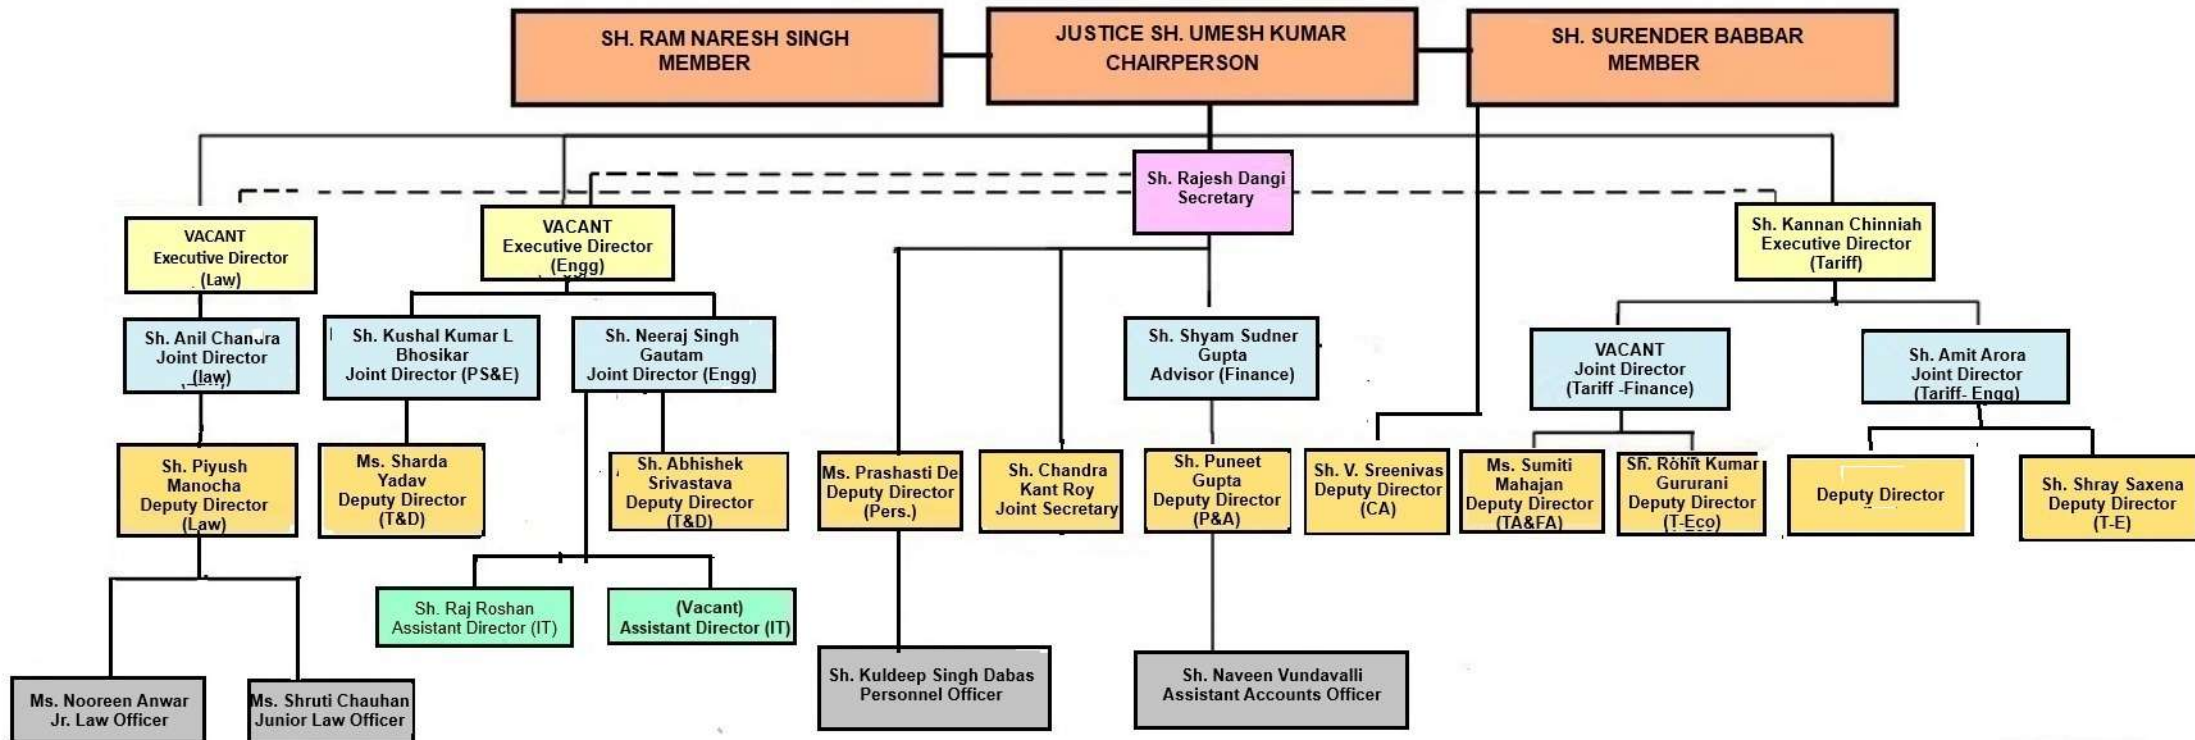 SH. RAM NARESH SINGH
MEMBER
JUSTICE SH. UMESH KUMAR
CHAIRPERSON
SH. SURENDER BABBAR
MEMBER
Sh. Rajesh Dangi
Secretary
VACANT
Executive Director
(Law)
VACANT
Executive Director
(Engg)
Sh. Kannan Chinniah
Executive Director
(Tariff)
Sh. Anil Chandra
Joint Director
(law)
Sh. Kushal Kumar L
Bhosikar
Joint Director (PS&E)
Sh. Neeraj Singh
Gautam
Joint Director (Engg)
Sh. Shyam Sudner
Gupta
Advisor (Finance)
VACANT
Joint Director
(Tariff -Finance)
Sh. Amit Arora
Joint Director
(Tariff- Engg)
Sh. Piyush
Manocha
Deputy Director
(Law)
Ms. Sharda
Yadav
Deputy Director
(T&D)
Sh. Abhishek
Srivastava
Deputy Director
(T&D)
Ms. Prashasti De
Deputy Director
(Pers.)
Sh. Chandra
Kant Roy
Joint Secretary
Sh. Puneet
Gupta
Deputy Director
(P&A)
Sh. V. Sreenivas
Deputy Director
(CA)
Ms. Sumiti
Mahajan
Deputy Director
(TA&FA)
Sh. Rohit Kumar
Gururani
Deputy Director
(T-Eco)
Deputy Director
Sh. Shray Saxena
Deputy Director
(T-E)
Sh. Raj Roshan
Assistant Director (IT)
(Vacant)
Assistant Director (IT)
Ms. Nooreen Anwar
Jr. Law Officer
Ms. Shruti Chauhan
Junior Law Officer
Sh. Kuldeep Singh Dabas
Personnel Officer
Sh. Naveen Vundavalli
Assistant Accounts Officer